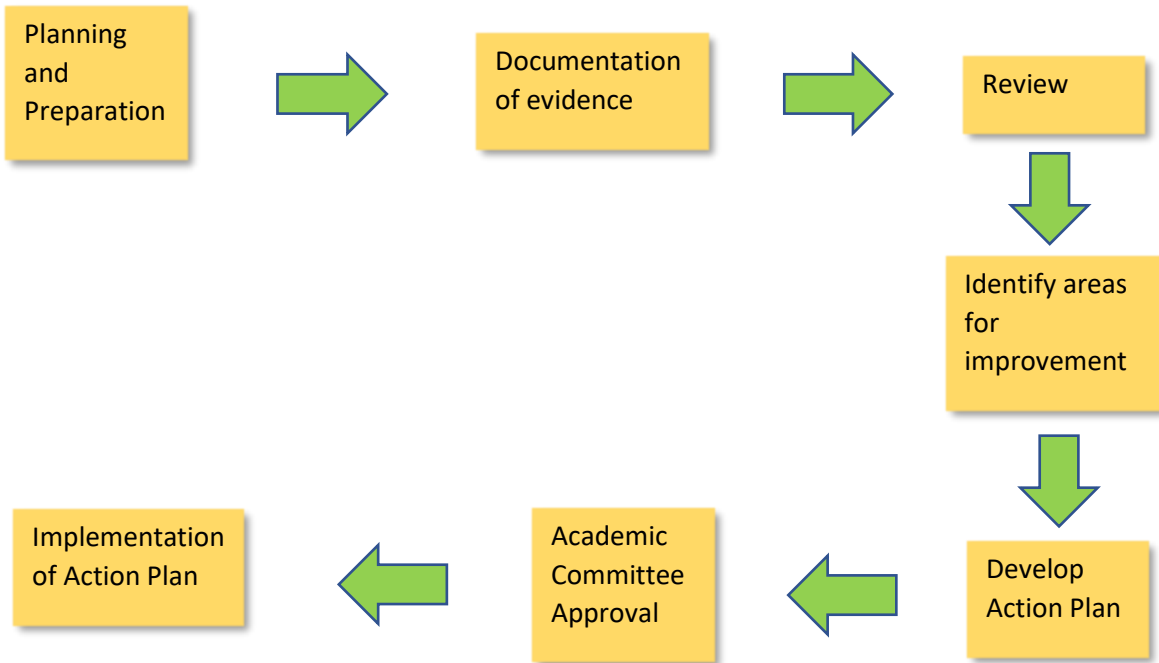 Planning
and
Preparation
Documentation
of evidence
Review
Identify areas
for
improvement
Develop
Action Plan
Academic
Committee
Approval
Implementation
of Action Plan